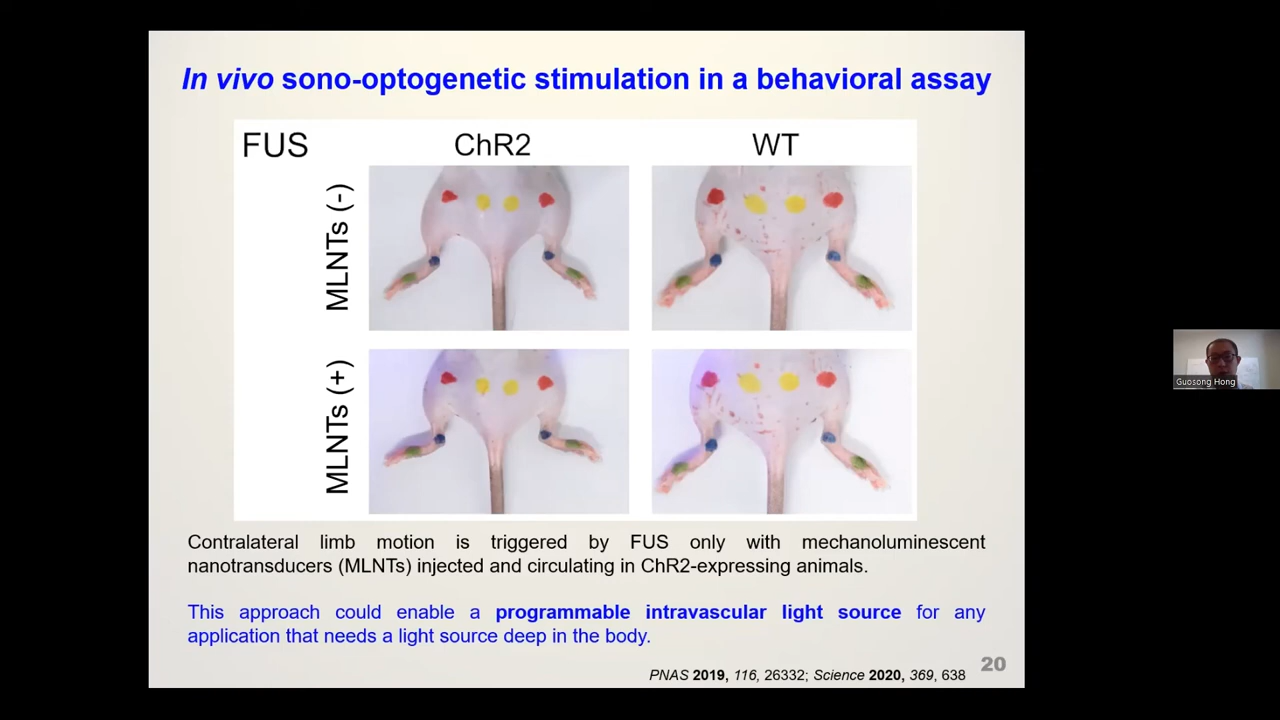 In vivo sono-optogenetic stimulation in a behavioral assay
FUS
ChR2
WT
MLNTs (-)
MLNTs (+)
Contralateral limb motion is triggered by FUS only with mechanoluminescent
nanotransducers (MLNTs) injected and circulating in ChR2-expressing animals.
This approach could enable a programmable intravascular light source for any
application that needs a light source deep in the body.
PNAS 2019, 116, 26332; Science 2020, 369, 638
20
Guosong Hong